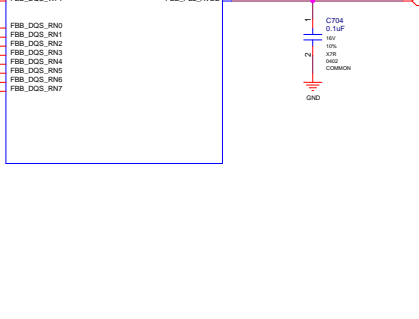 FBB_DQS_RN0
FBB_DQS_RN1
FBB_DQS_RN2
FBB_DQS_RN3
FBB_DQS_RN4
FBB_DQS_RN5
FBB_DQS_RN6
FBB_DQS_RN7
1
C704
0.1uF
16V
10%
X7R
0402
COMMON
2
GND